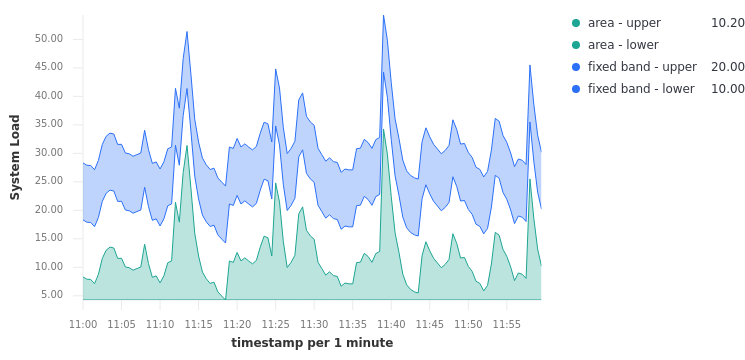 area - upper 10.20
area - lower
fixed band - upper 20.00
fixed band - lower 10.00
System Load
50.00
45.00
40.00
35.00
30.00
25.00
20.00
15.00
10.00
5.00
11:00 11:05 11:10 11:15 11:20 11:25 11:30 11:35 11:40 11:45 11:50 11:55
timestamp per 1 minute